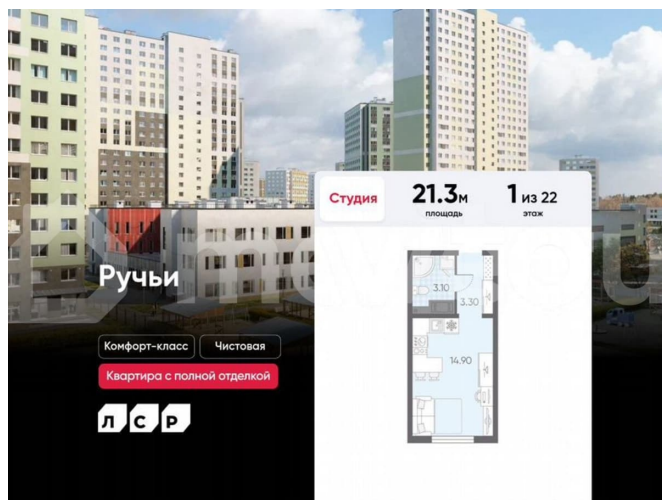 Студия
21.3м
площадь
1 из 22
этаж
Ручьи
3.10
3.30
14.90
Комфорт-класс
Чистовая
Квартира с полной отделкой
ЛСР